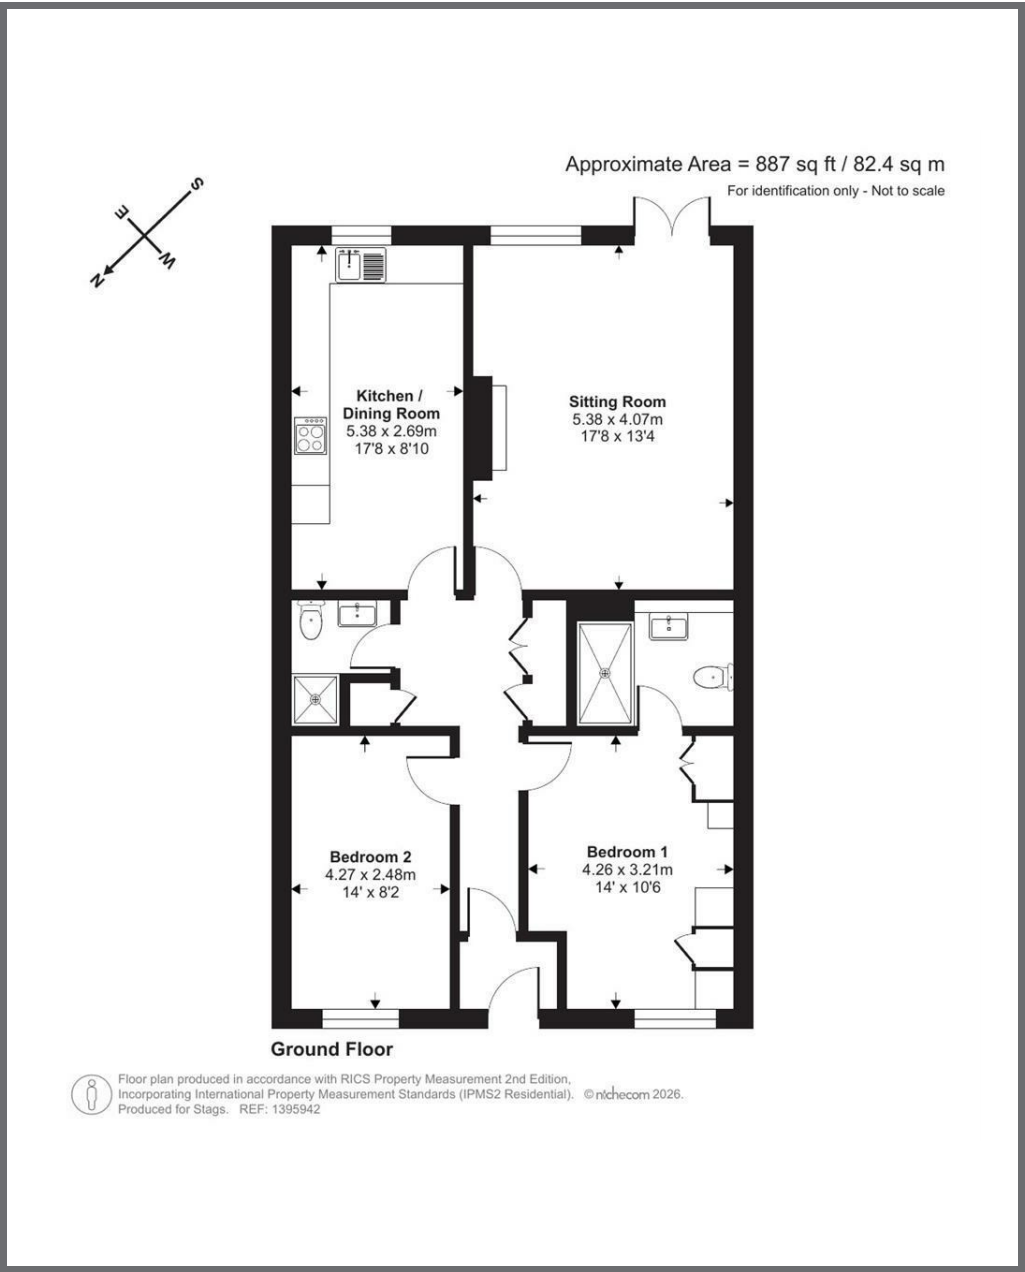 Approximate Area = 887 sq ft / 82.4 sq m
For identification only - Not to scale
S
E
W
N
Kitchen /
Dining Room
5.38 x 2.69m
17'8 x 8'10
Sitting Room
5.38 x 4.07m
17'8 x 13'4
Bedroom 2
4.27 x 2.48m
14' x 8'2
Bedroom 1
4.26 x 3.21m
14' x 10'6
Ground Floor
Floor plan produced in accordance with RICS Property Measurement 2nd Edition,
Incorporating International Property Measurement Standards (IPMS2 Residential). © nichecom 2026.
Produced for Stags. REF: 1395942